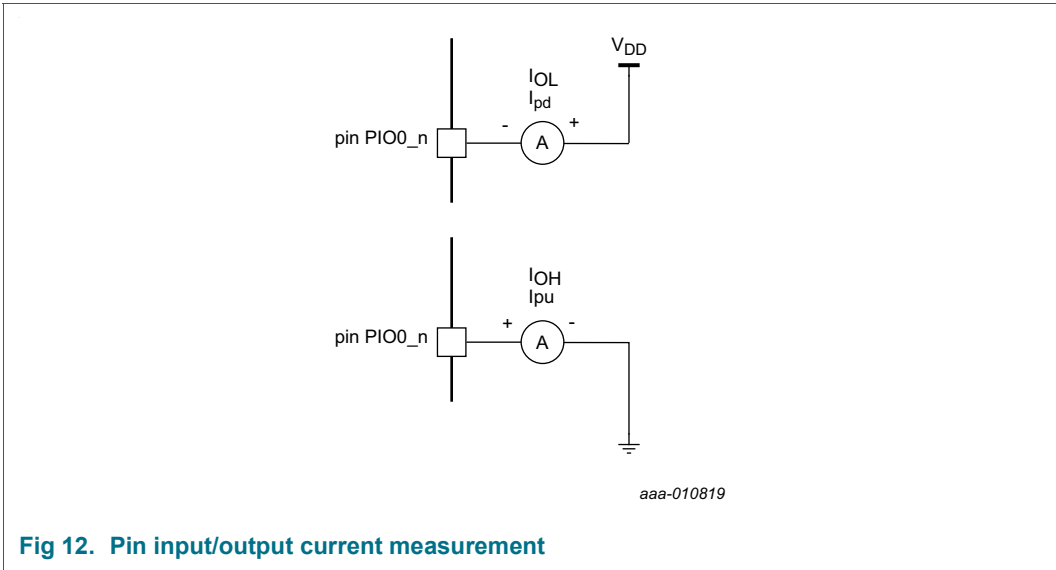 VDD
IOL
Ipd
- +
pin PIO0_n A
IOH
Ipu
+ -
pin PIO0_n A
aaa-010819
Fig 12. Pin input/output current measurement